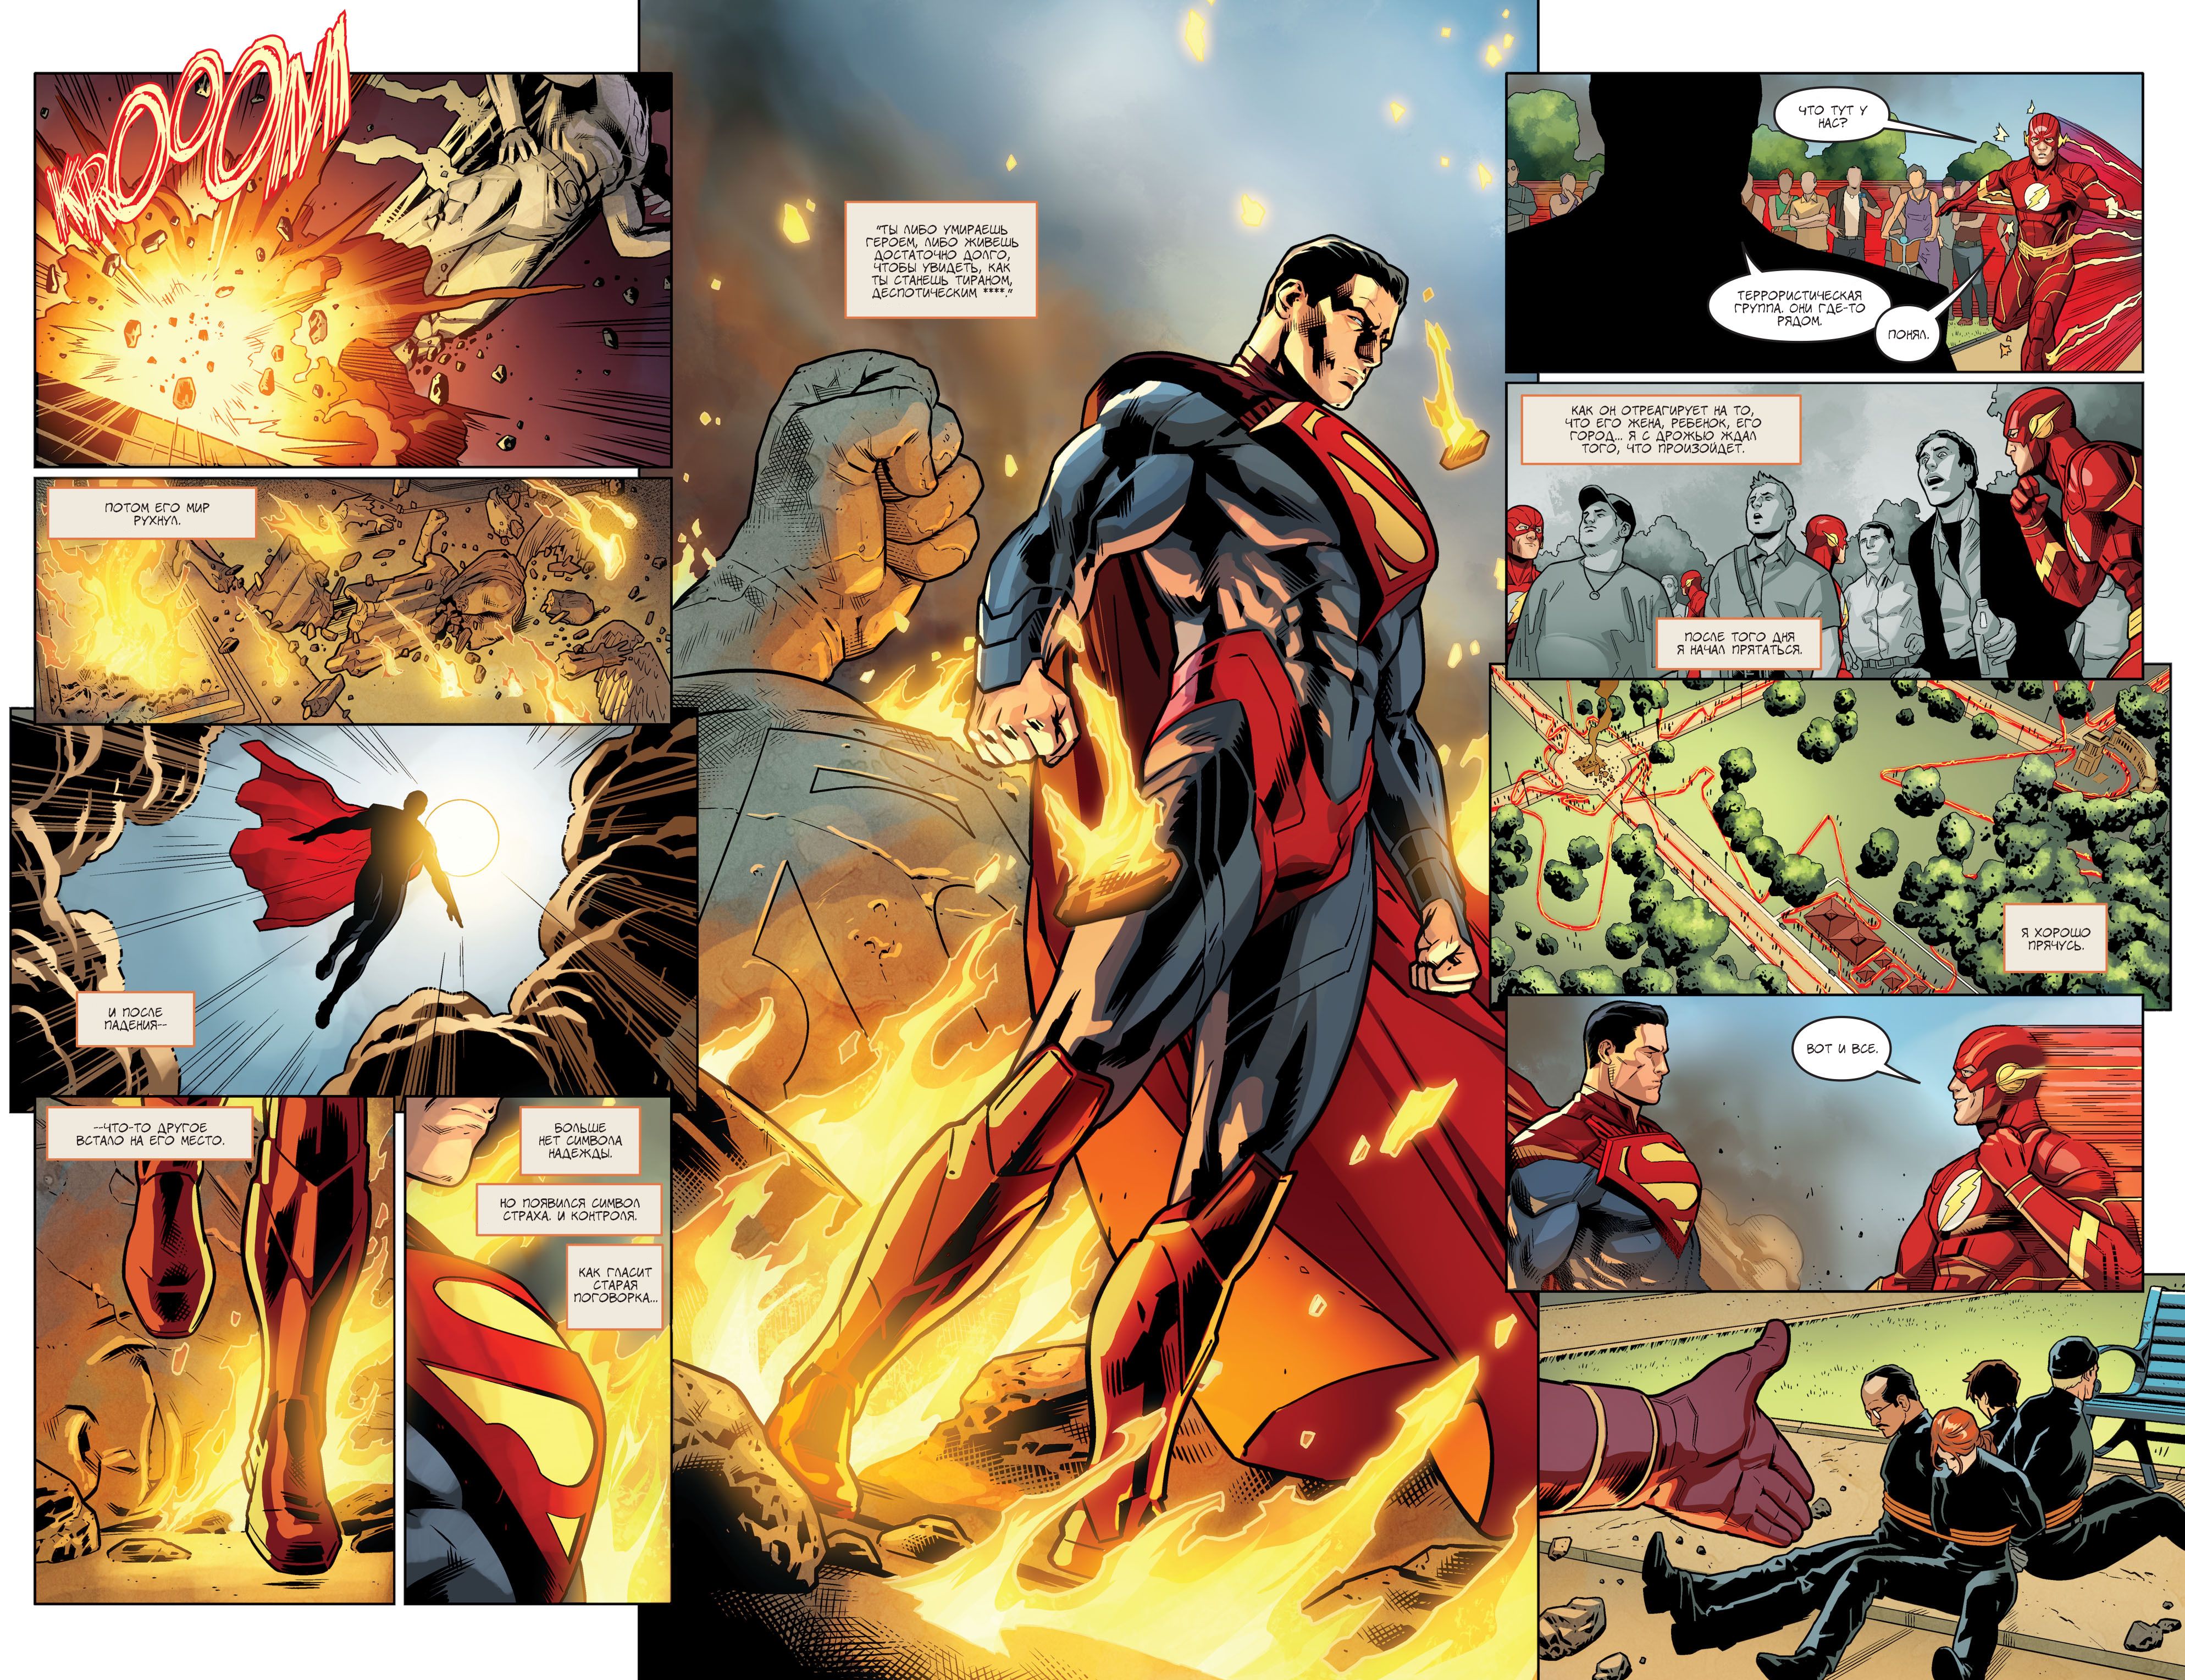 KROOOOM
ПОТОМ ЕГО МИР
РУХНУЛ.
И ПОСЛЕ
ПАДЕНИЯ--
--ЧТО-ТО ДРУГОЕ
ВСТАЛО НА ЕГО МЕСТО.
БОЛЬШЕ
НЕТ СИМВОЛА
НАДЕЖДЫ.
НО ПОЯВИЛСЯ СИМВОЛ
СТРАХА. И КОНТРОЛЯ.
КАК ГЛАСИТ
СТАРАЯ
ПОГОВОРКА...
"ТЫ ЛИБО УМИРАЕШЬ
ГЕРОЕМ, ЛИБО ЖИВЕШЬ
ДОСТАТОЧНО ДОЛГО,
ЧТОБЫ УВИДЕТЬ, КАК
ТЫ СТАНЕШЬ ТИРАНОМ,
ДЕСПОТИЧЕСКИМ ****."
ЧТО ТУТ У
НАС?
ТЕРРОРИСТИЧЕСКАЯ
ГРУППА. ОНИ ГДЕ-ТО
РЯДОМ.
ПОНЯЛ.
КАК ОН ОТРЕАГИРУЕТ НА ТО,
ЧТО ЕГО ЖЕНА, РЕБЕНОК, ЕГО
ГОРОД... Я С ДРОЖЬЮ ЖДАЛ
ТОГО, ЧТО ПРОИЗОЙДЕТ.
ПОСЛЕ ТОГО ДНЯ
Я НАЧАЛ ПРЯТАТЬСЯ.
Я ХОРОШО
ПРЯЧУСЬ.
ВОТ И ВСЕ.